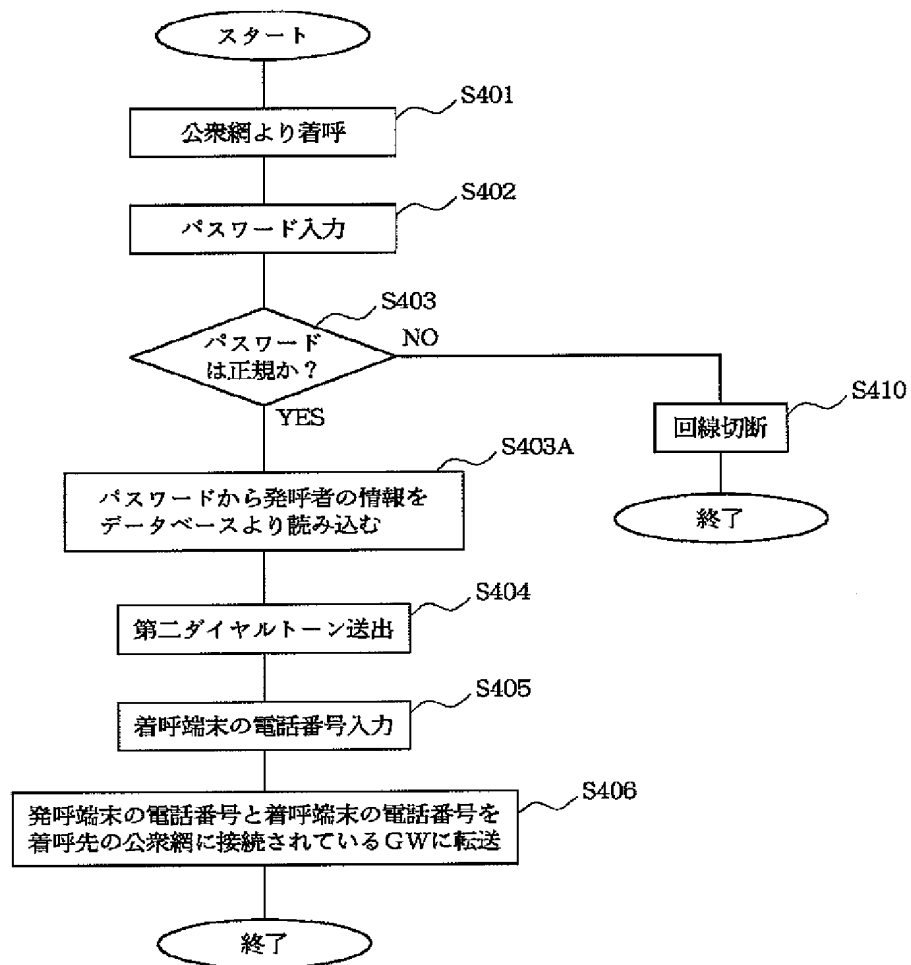 スタート
S401
公衆網より着呼
S402
パスワード入力
S403
パスワード
は正規か？
NO
YES
S410
回線切断
終了
S403A
パスワードから発呼者の情報を
データベースより読み込む
S404
第二ダイヤルトーン送出
S405
着呼端末の電話番号入力
S406
発呼端末の電話番号と着呼端末の電話番号を
着呼先の公衆網に接続されているGWに転送
終了